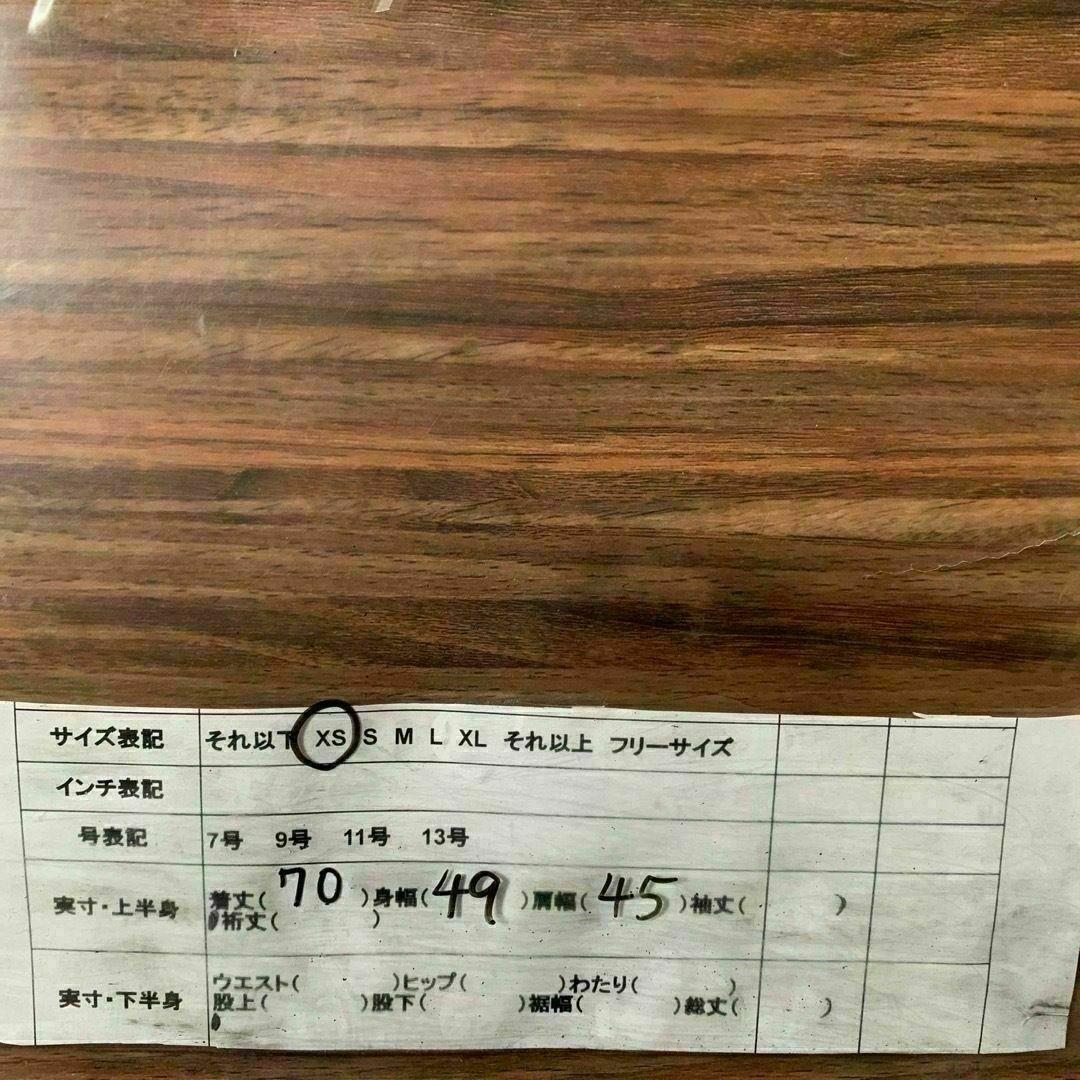 サイズ表記 それ以下 XS S M L XL それ以上 フリーサイズ
インチ表記
号表記 7号 9号 11号 13号
実寸・上半身 着丈( 70 )身幅( 49 )肩幅( 45 )袖丈( )
裄丈( )
実寸・下半身 ウエスト( )ヒップ( )わたり( )
股上( )股下( )裾幅( )総丈( )